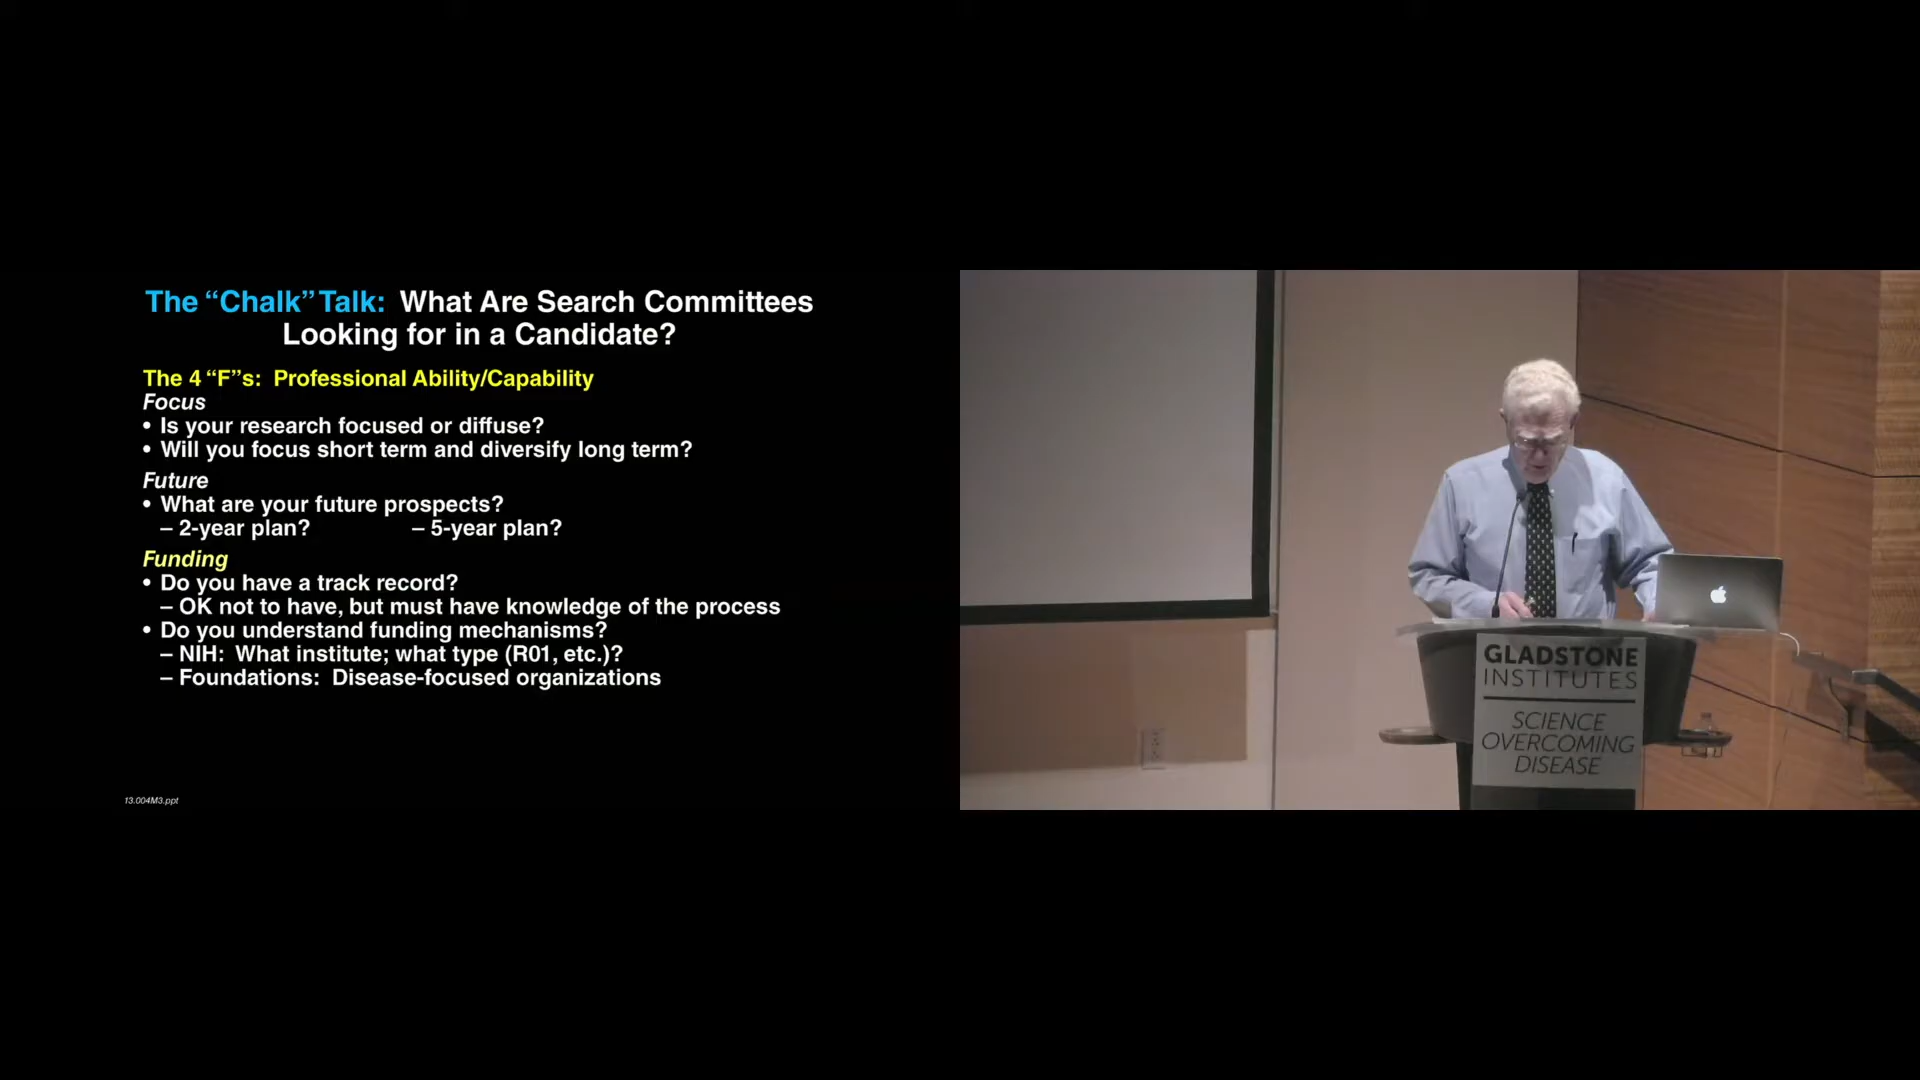 The “Chalk” Talk: What Are Search Committees
Looking for in a Candidate?
The 4 “F”s: Professional Ability/Capability
Focus
• Is your research focused or diffuse?
• Will you focus short term and diversify long term?
Future
• What are your future prospects?
– 2-year plan? – 5-year plan?
Funding
• Do you have a track record?
– OK not to have, but must have knowledge of the process
• Do you understand funding mechanisms?
– NIH: What institute; what type (R01, etc.)?
– Foundations: Disease-focused organizations
13.004M3.ppt
GLADSTONE
INSTITUTES
SCIENCE
OVERCOMING
DISEASE